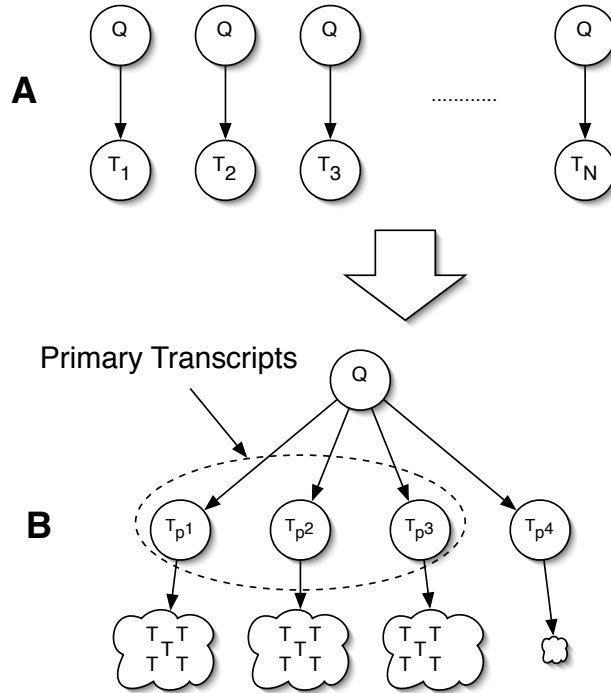 Q Q Q Q
A ............
T1 T2 T3 TN
Primary Transcripts
Q
B Tp1 Tp2 Tp3 Tp4
T T T T T T
T T T
T T T T T T